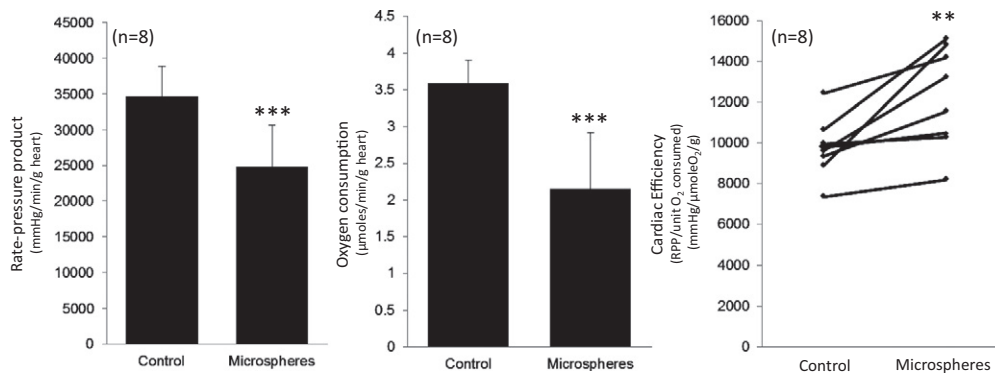 Rate-pressure product
(mmHg/min/g heart)
45000
40000
35000
30000
25000
20000
15000
10000
5000
0
(n=8)
***
Control Microspheres
Oxygen consumption
(µmoles/min/g heart)
4.5
4
3.5
3
2.5
2
1.5
1
0.5
0
(n=8)
***
Control Microspheres
Cardiac Efficiency
(RPP/unit O₂ consumed)
(mmHg/µmoleO₂/g)
16000
14000
12000
10000
8000
6000
4000
2000
0
(n=8)
**
Control Microspheres